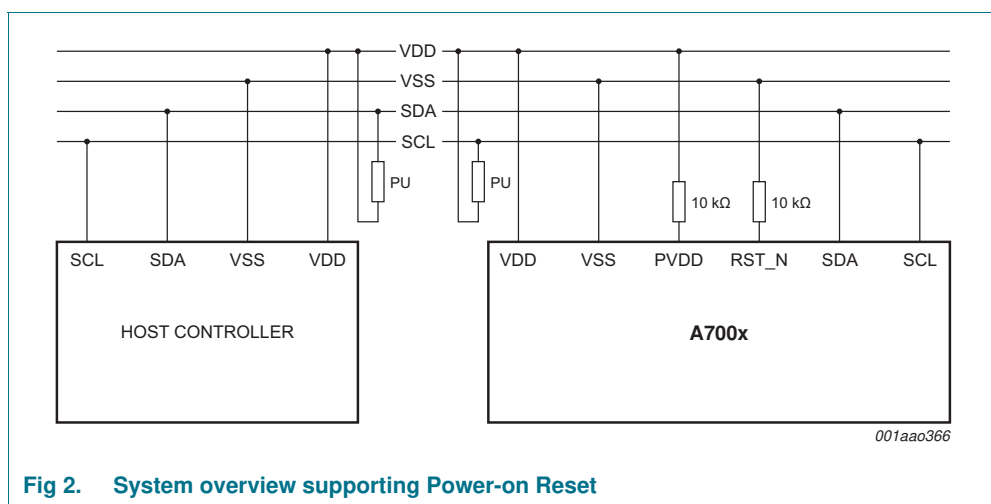 VDD
VSS
SDA
SCL
PU
PU
10 kΩ
10 kΩ
SCL
SDA
VSS
VDD
VDD
VSS
PVDD
RST_N
SDA
SCL
HOST CONTROLLER
A700x
001aao366
Fig 2. System overview supporting Power-on Reset